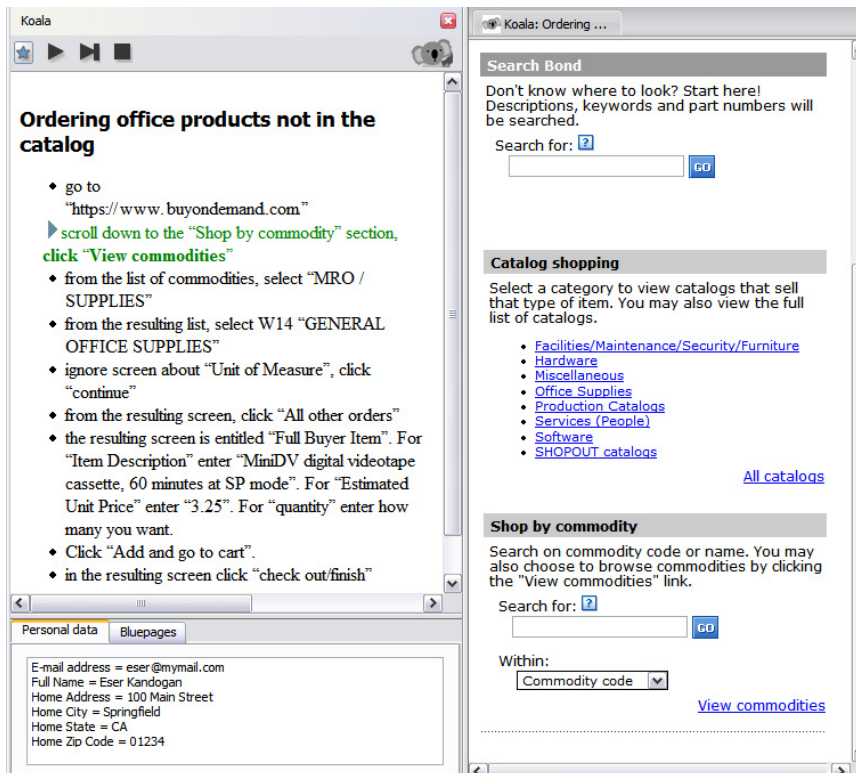 Koala
Ordering office products not in the
catalog
go to
“https://www.buyondemand.com”
scroll down to the “Shop by commodity” section,
click “View commodities”
from the list of commodities, select “MRO /
SUPPLIES”
from the resulting list, select W14 “GENERAL
OFFICE SUPPLIES”
ignore screen about “Unit of Measure”, click
“continue”
from the resulting screen, click “All other orders”
the resulting screen is entitled “Full Buyer Item”. For
“Item Description” enter “MiniDV digital videotape
cassette, 60 minutes at SP mode”. For “Estimated
Unit Price” enter “3.25”. For “quantity” enter how
many you want.
Click “Add and go to cart”.
in the resulting screen click “check out/finish”
Personal data Bluepages
E-mail address = eser@mymail.com
Full Name = Eser Kandogan
Home Address = 100 Main Street
Home City = Springfield
Home State = CA
Home Zip Code = 01234
Koala: Ordering ...
Search Bond
Don't know where to look? Start here!
Descriptions, keywords and part numbers will
be searched.
Search for: ?
GO
Catalog shopping
Select a category to view catalogs that sell
that type of item. You may also view the full
list of catalogs.
Facilities/Maintenance/Security/Furniture
Hardware
Miscellaneous
Office Supplies
Production Catalogs
Services (People)
Software
SHOPOUT catalogs
All catalogs
Shop by commodity
Search on commodity code or name. You may
also choose to browse commodities by clicking
the "View commodities" link.
Search for: ?
GO
Within:
Commodity code
View commodities